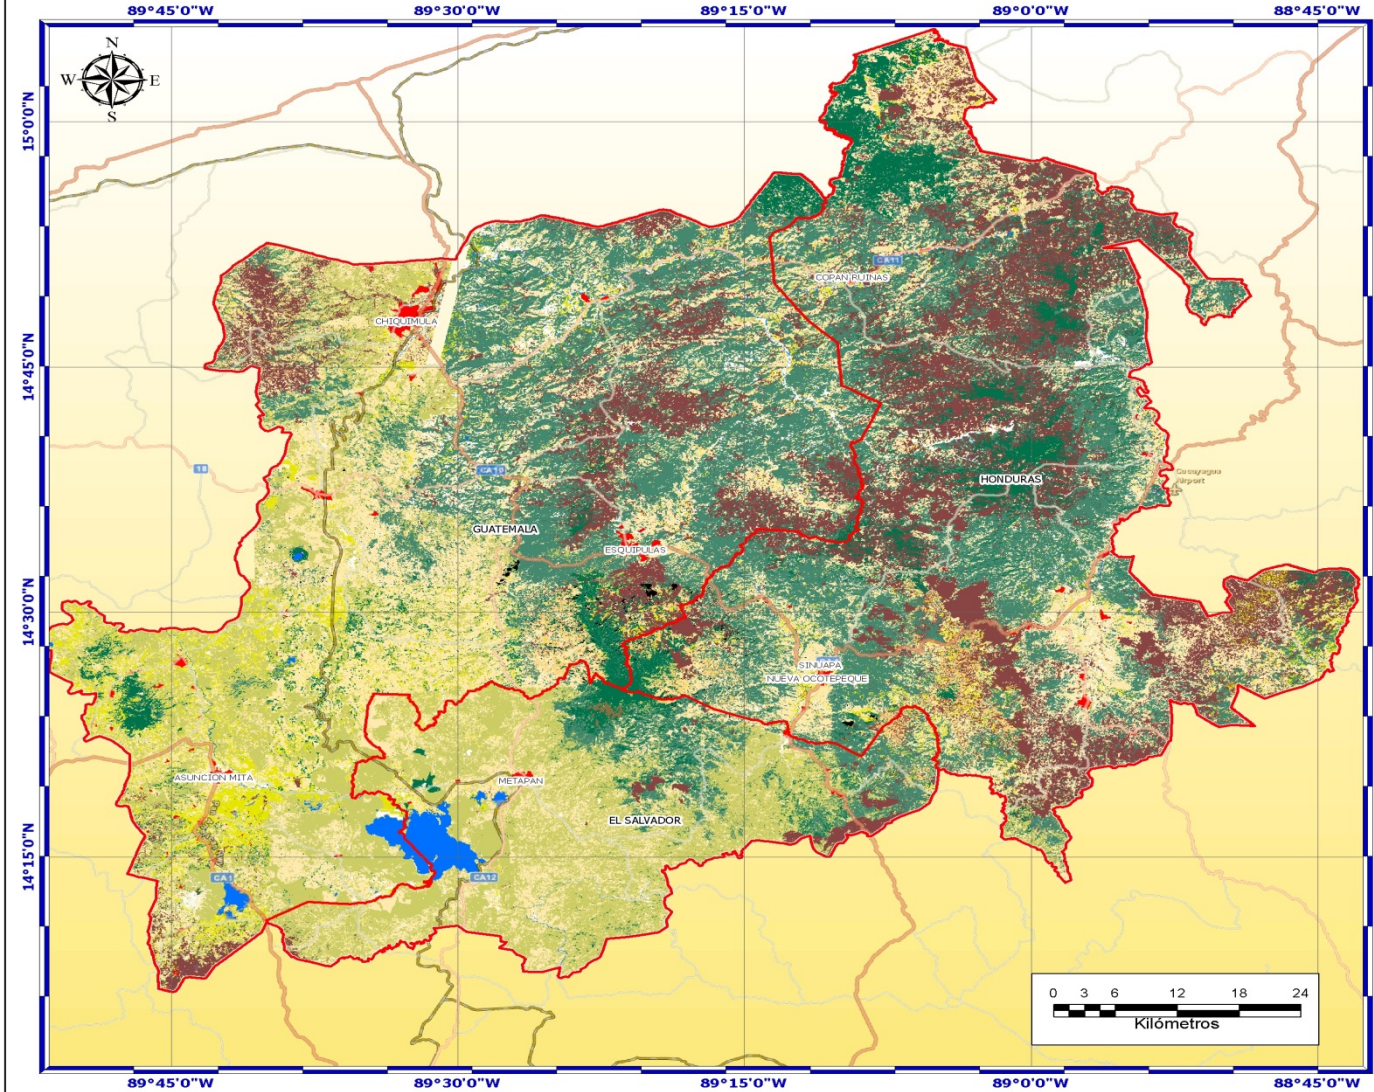 89°45'0"W 89°30'0"W 89°15'0"W 89°0'0"W 88°45'0"W
N
W E
S
15°0'0"N
14°45'0"N
14°30'0"N
14°15'0"N
CA11
COPAN RUINAS
CHIQUIMULA
18
CA10
HONDURAS
Cucuyagua
Airport
GUATEMALA
ESQUIPULAS
SINUAPA
NUEVA OCOTEPEQUE
ASUNCION MITA
METAPAN
EL SALVADOR
CA1
CA12
0 3 6 12 18 24
Kilómetros
89°45'0"W 89°30'0"W 89°15'0"W 89°0'0"W 88°45'0"W